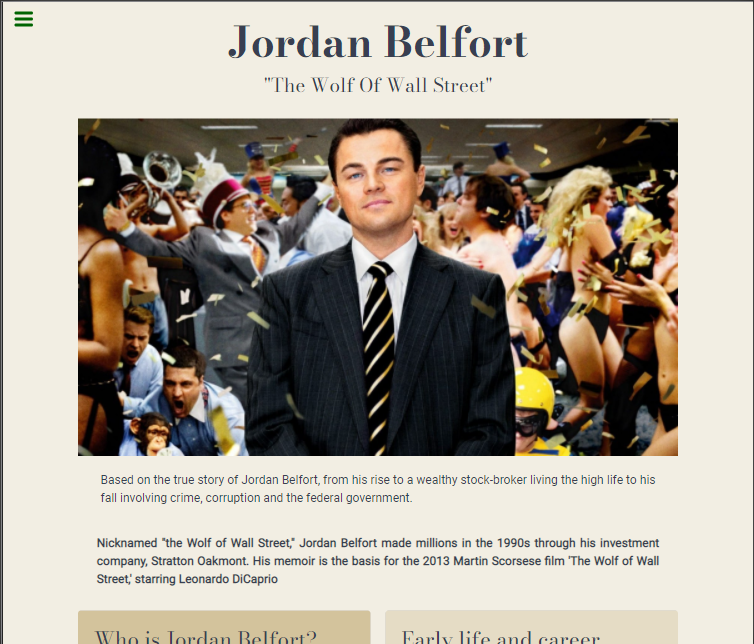 Jordan Belfort
"The Wolf Of Wall Street"
Based on the true story of Jordan Belfort, from his rise to a wealthy stock-broker living the high life to his
fall involving crime, corruption and the federal government.
Nicknamed "the Wolf of Wall Street," Jordan Belfort made millions in the 1990s through his investment
company, Stratton Oakmont. His memoir is the basis for the 2013 Martin Scorsese film 'The Wolf of Wall
Street,' starring Leonardo DiCaprio
Who is Jordan Belfort?
Early life and career